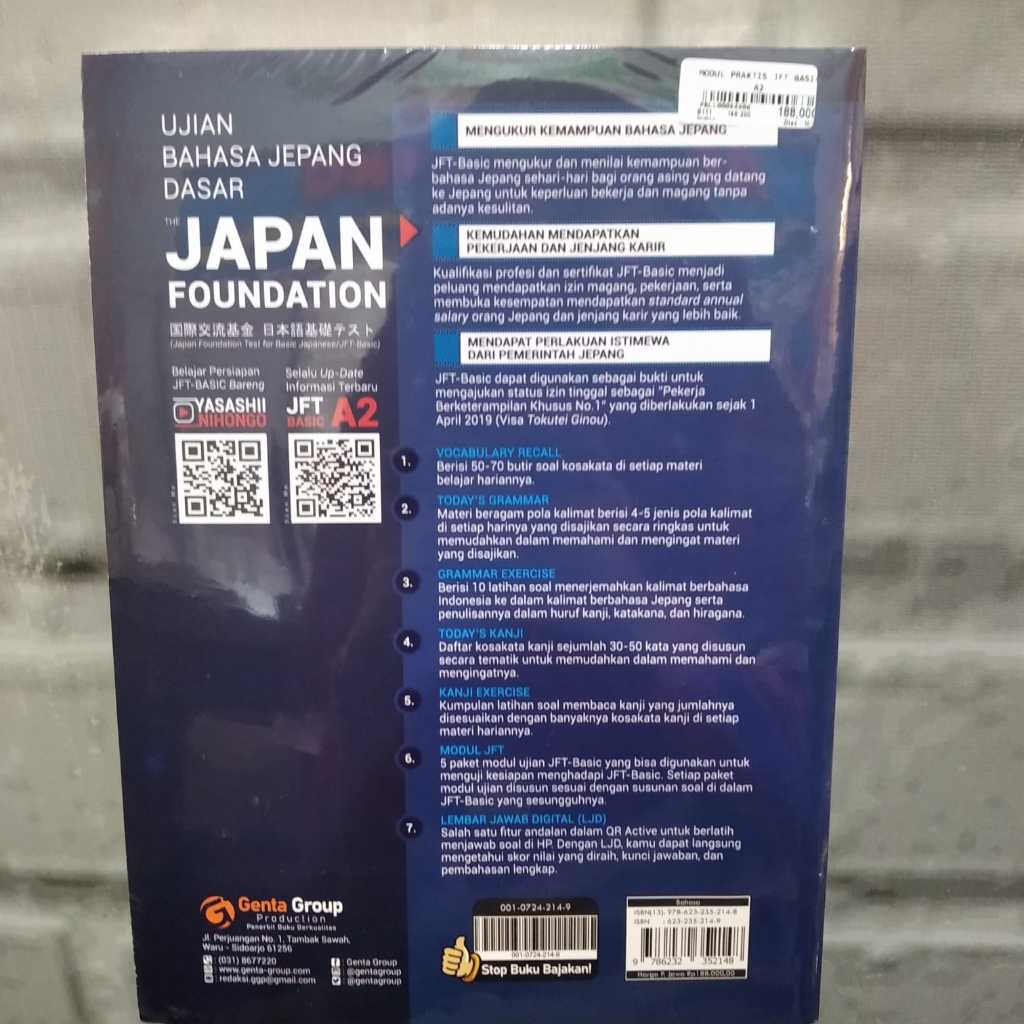 MODUL PRAKTIS JFT BASI
A2
188,000
UJIAN
BAHASA JEPANG
DASAR
THE
JAPAN
FOUNDATION
国際交流基金 日本語基礎テスト
(Japan Foundation Test for Basic Japanese/JFT-Basic)
Belajar Persiapan
JFT-BASIC Bareng
YASASHII
NIHONGO
Scan Me
Selalu Up-Date
Informasi Terbaru
JFT
BASIC A2
Scan Me
MENGUKUR KEMAMPUAN BAHASA JEPANG
JFT-Basic mengukur dan menilai kemampuan ber-
bahasa Jepang sehari-hari bagi orang asing yang datang
ke Jepang untuk keperluan bekerja dan magang tanpa
adanya kesulitan.
KEMUDAHAN MENDAPATKAN
PEKERJAAN DAN JENJANG KARIR
Kualifikasi profesi dan sertifikat JFT-Basic menjadi
peluang mendapatkan izin magang, pekerjaan, serta
membuka kesempatan mendapatkan standard annual
salary orang Jepang dan jenjang karir yang lebih baik.
MENDAPAT PERLAKUAN ISTIMEWA
DARI PEMERINTAH JEPANG
JFT-Basic dapat digunakan sebagai bukti untuk
mengajukan status izin tinggal sebagai "Pekerja
Berketerampilan Khusus No.1" yang diberlakukan sejak 1
April 2019 (Visa Tokutei Ginou).
1. VOCABULARY RECALL
Berisi 50-70 butir soal kosakata di setiap materi
belajar hariannya.
2. TODAY'S GRAMMAR
Materi beragam pola kalimat berisi 4-5 jenis pola kalimat
di setiap harinya yang disajikan secara ringkas untuk
memudahkan dalam memahami dan mengingat materi
yang disajikan.
3. GRAMMAR EXERCISE
Berisi 10 latihan soal menerjemahkan kalimat berbahasa
Indonesia ke dalam kalimat berbahasa Jepang serta
penulisannya dalam huruf kanji, katakana, dan hiragana.
4. TODAY'S KANJI
Daftar kosakata kanji sejumlah 30-50 kata yang disusun
secara tematik untuk memudahkan dalam memahami dan
mengingatnya.
5. KANJI EXERCISE
Kumpulan latihan soal membaca kanji yang jumlahnya
disesuaikan dengan banyaknya kosakata kanji di setiap
materi hariannya.
6. MODUL JFT
5 paket modul ujian JFT-Basic yang bisa digunakan untuk
menguji kesiapan menghadapi JFT-Basic. Setiap paket
modul ujian disusun sesuai dengan susunan soal di dalam
JFT-Basic yang sesungguhnya.
7. LEMBAR JAWAB DIGITAL (LJD)
Salah satu fitur andalan dalam QR Active untuk berlatih
menjawab soal di HP. Dengan LJD, kamu dapat langsung
mengetahui skor nilai yang diraih, kunci jawaban, dan
pembahasan lengkap.
Genta Group
Production
Penerbit Buku Berkualitas
Jl. Perjuangan No. 1, Tambak Sawah,
Waru - Sidoarjo 61256
: (031) 8677220
: www.genta-group.com
: redaksi.ggp@gmail.com
: Genta Group
: @gentagroup
: @gentagroup
001-0724-214-9
001-0724-214-9
Stop Buku Bajakan!
Bahasa
ISBN(13). 978-623-235-214-8
ISBN : 623-235-214-9
9 786232 352148
Harga P. Jawa Rp188.000,00